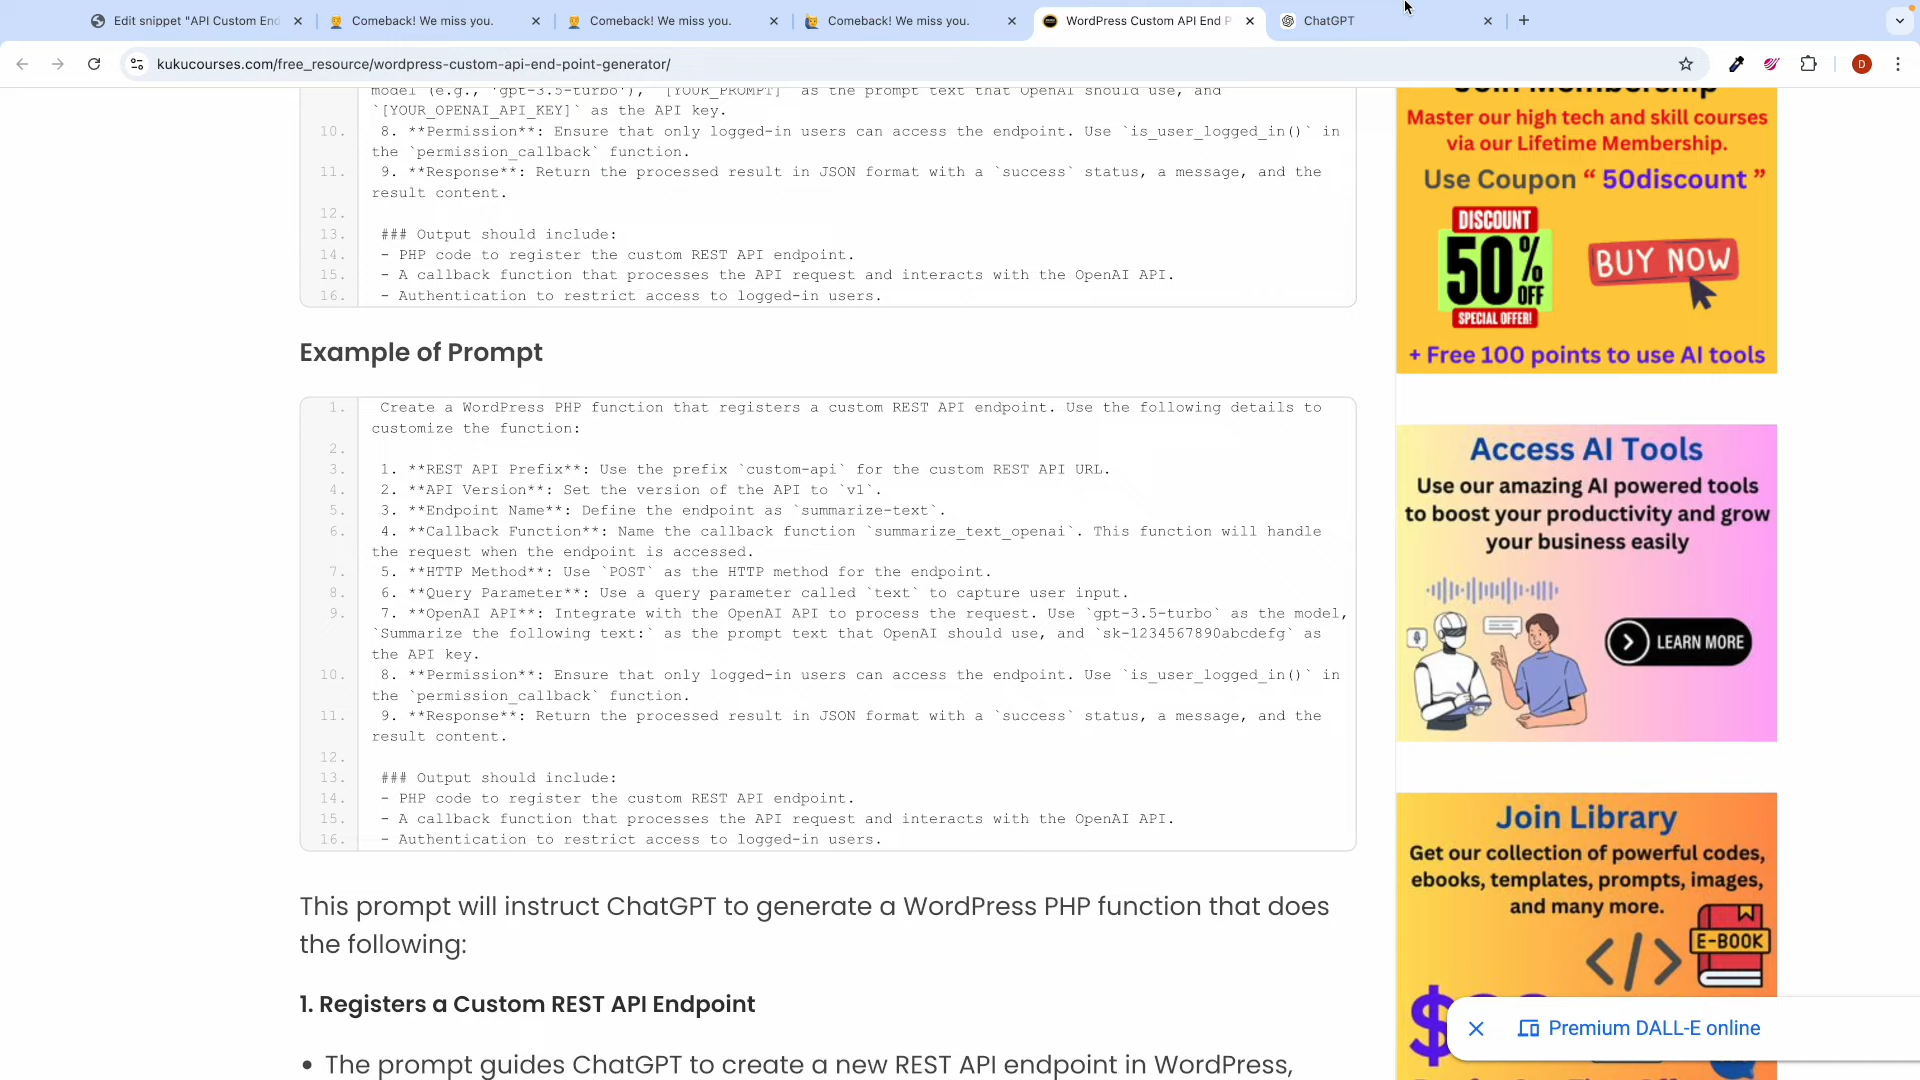 Edit snippet "API Custom End
Comeback! We miss you.
Comeback! We miss you.
Comeback! We miss you.
WordPress Custom API End P
ChatGPT
kukucourses.com/free_resource/wordpress-custom-api-end-point-generator/
D
model (e.g., 'gpt-3.5-turbo'), `[YOUR_PROMPT]` as the prompt text that OpenAI should use, and
`[YOUR_OPENAI_API_KEY]` as the API key.
10. 8. **Permission**: Ensure that only logged-in users can access the endpoint. Use `is_user_logged_in()` in
the `permission_callback` function.
11. 9. **Response**: Return the processed result in JSON format with a `success` status, a message, and the
result content.
12.
13. ### Output should include:
14. - PHP code to register the custom REST API endpoint.
15. - A callback function that processes the API request and interacts with the OpenAI API.
16. - Authentication to restrict access to logged-in users.
Example of Prompt
1. Create a WordPress PHP function that registers a custom REST API endpoint. Use the following details to
customize the function:
2.
3. 1. **REST API Prefix**: Use the prefix `custom-api` for the custom REST API URL.
4. 2. **API Version**: Set the version of the API to `v1`.
5. 3. **Endpoint Name**: Define the endpoint as `summarize-text`.
6. 4. **Callback Function**: Name the callback function `summarize_text_openai`. This function will handle
the request when the endpoint is accessed.
7. 5. **HTTP Method**: Use `POST` as the HTTP method for the endpoint.
8. 6. **Query Parameter**: Use a query parameter called `text` to capture user input.
9. 7. **OpenAI API**: Integrate with the OpenAI API to process the request. Use `gpt-3.5-turbo` as the model,
`Summarize the following text:` as the prompt text that OpenAI should use, and `sk-1234567890abcdefg` as
the API key.
10. 8. **Permission**: Ensure that only logged-in users can access the endpoint. Use `is_user_logged_in()` in
the `permission_callback` function.
11. 9. **Response**: Return the processed result in JSON format with a `success` status, a message, and the
result content.
12.
13. ### Output should include:
14. - PHP code to register the custom REST API endpoint.
15. - A callback function that processes the API request and interacts with the OpenAI API.
16. - Authentication to restrict access to logged-in users.
This prompt will instruct ChatGPT to generate a WordPress PHP function that does
the following:
1. Registers a Custom REST API Endpoint
• The prompt guides ChatGPT to create a new REST API endpoint in WordPress,
Join Membership
Master our high tech and skill courses
via our Lifetime Membership.
Use Coupon “ 50discount ”
DISCOUNT
50% OFF
SPECIAL OFFER!
BUY NOW
+ Free 100 points to use AI tools
Access AI Tools
Use our amazing AI powered tools
to boost your productivity and grow
your business easily
LEARN MORE
Join Library
Get our collection of powerful codes,
ebooks, templates, prompts, images,
and many more.
E-BOOK
</>
$
Premium DALL-E online